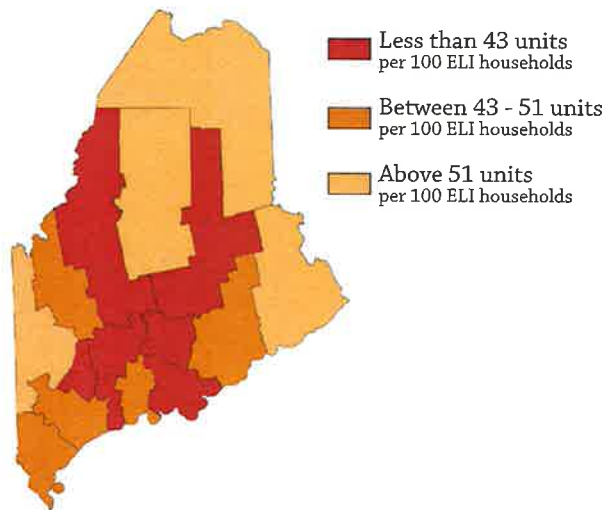 Less than 43 units
per 100 ELI households
Between 43 - 51 units
per 100 ELI households
Above 51 units
per 100 ELI households